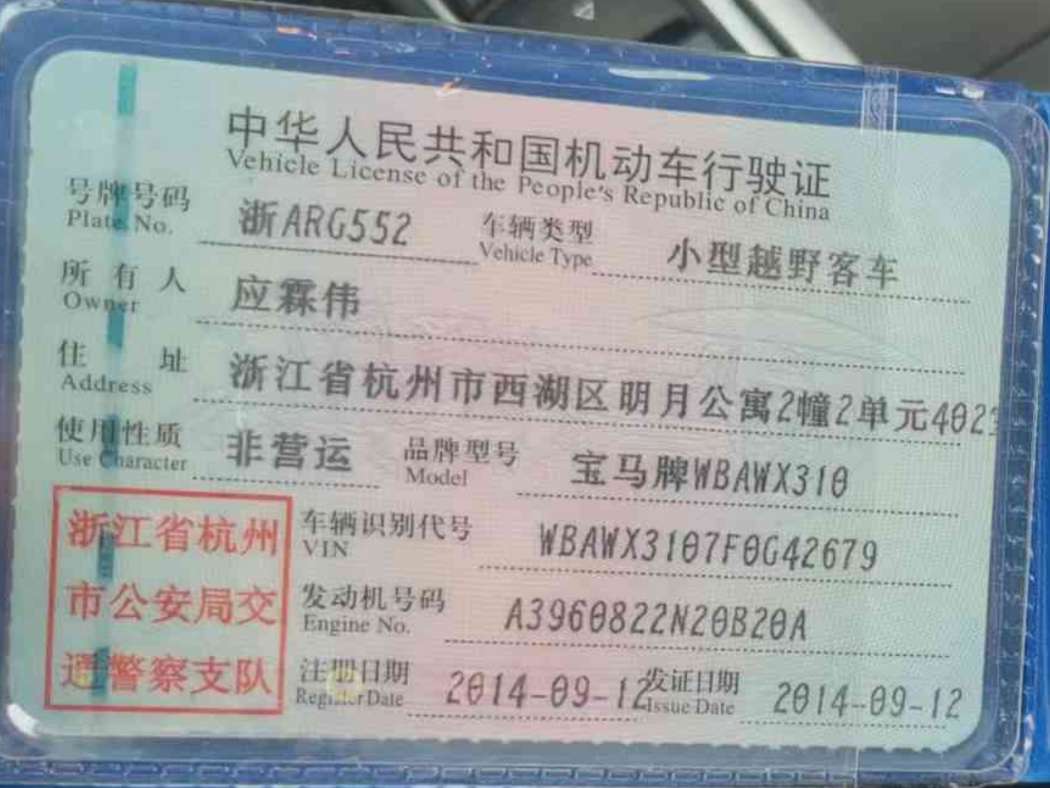 中华人民共和国机动车行驶证
Vehicle License of the People's Republic of China
号牌号码 浙ARG552 车辆类型 小型越野客车
Plate No. Vehicle Type
所有人 应霖伟
Owner
住址 浙江省杭州市西湖区明月公寓2幢2单元402
Address
使用性质 非营运 品牌型号 宝马牌WBAWX310
Use Character Model
浙江省杭州
市公安局交
通警察支队
车辆识别代号 WBAWX3107F0G42679
VIN
发动机号码 A3960822N20B20A
Engine No.
注册日期 2014-09-12 发证日期 2014-09-12
Register Date Issue Date